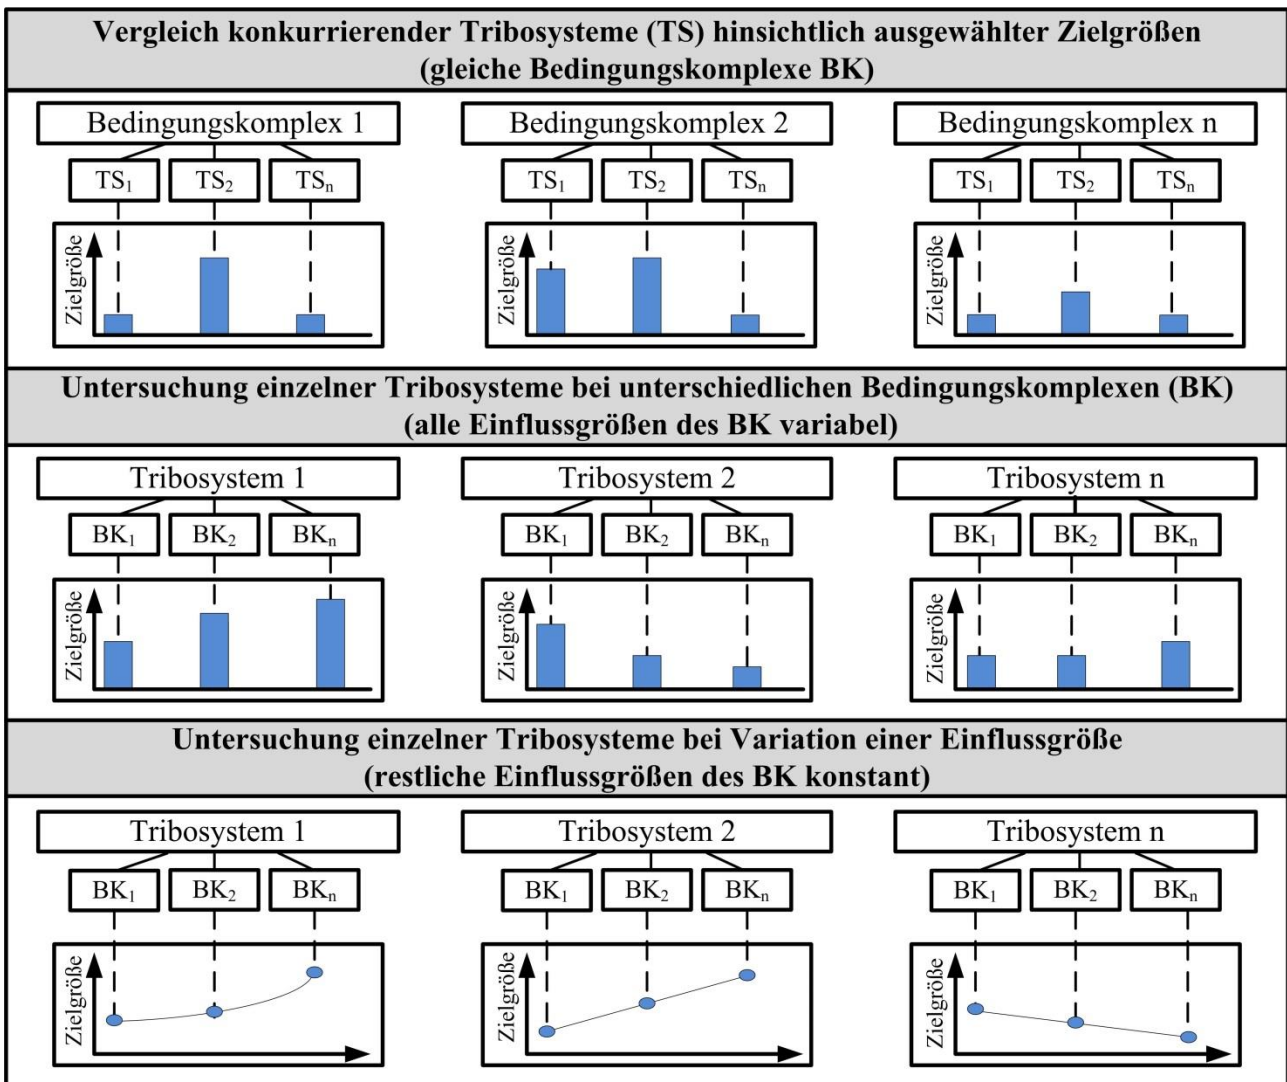 Vergleich konkurrierender Tribosysteme (TS) hinsichtlich ausgewählter Zielgrößen
(gleiche Bedingungskomplexe BK)
Bedingungskomplex 1
TS₁ TS₂ TSₙ
Zielgröße
Bedingungskomplex 2
TS₁ TS₂ TSₙ
Zielgröße
Bedingungskomplex n
TS₁ TS₂ TSₙ
Zielgröße
Untersuchung einzelner Tribosysteme bei unterschiedlichen Bedingungskomplexen (BK)
(alle Einflussgrößen des BK variabel)
Tribosystem 1
BK₁ BK₂ BKₙ
Zielgröße
Tribosystem 2
BK₁ BK₂ BKₙ
Zielgröße
Tribosystem n
BK₁ BK₂ BKₙ
Zielgröße
Untersuchung einzelner Tribosysteme bei Variation einer Einflussgröße
(restliche Einflussgrößen des BK konstant)
Tribosystem 1
BK₁ BK₂ BKₙ
Zielgröße
Tribosystem 2
BK₁ BK₂ BKₙ
Zielgröße
Tribosystem n
BK₁ BK₂ BKₙ
Zielgröße